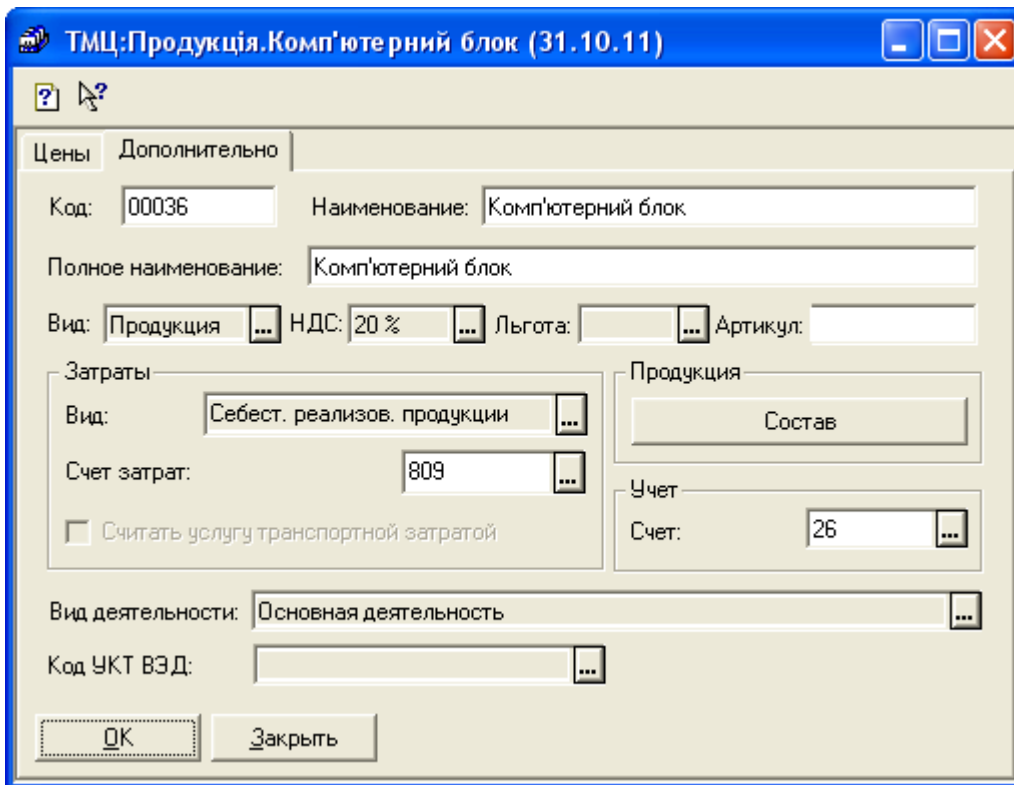 ТМЦ:Продукція.Комп'ютерний блок (31.10.11)
Цены Дополнительно
Код: 00036 Наименование: Комп'ютерний блок
Полное наименование: Комп'ютерний блок
Вид: Продукция ... НДС: 20 % ... Льгота: ... Артикул:
Затраты Продукция
Вид: Себест. реализов. продукции ... Состав
Счет затрат: 809 ... Учет
Считать услугу транспортной затратой Счет: 26 ...
Вид деятельности: Основная деятельность ...
Код УКТ ВЭД: ...
OK Закрыть